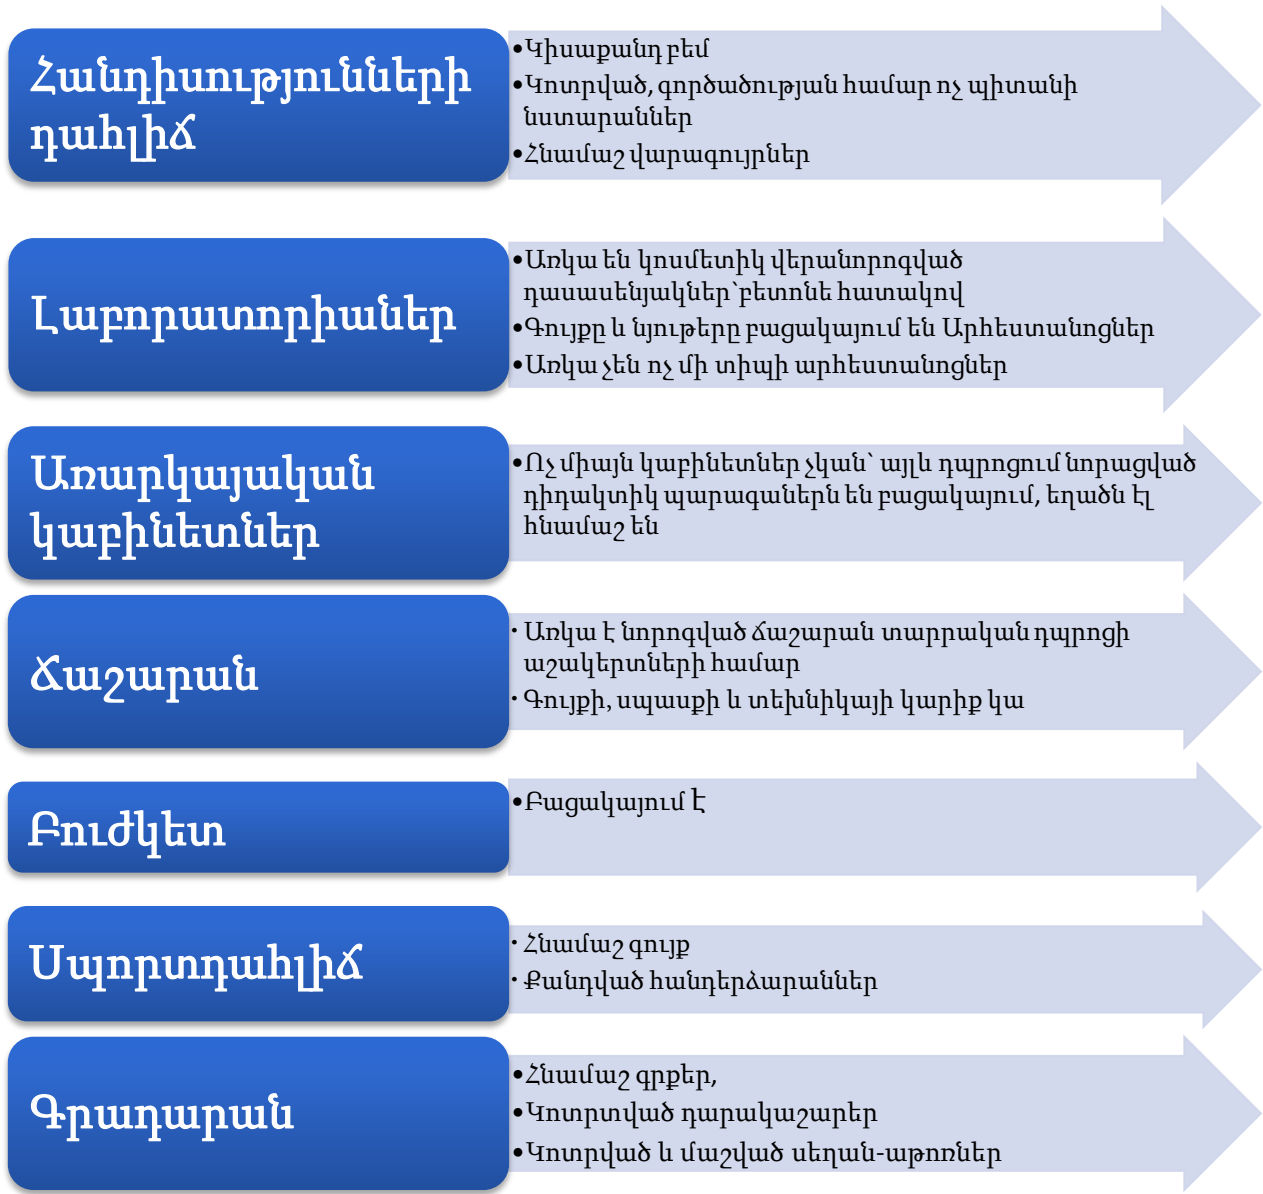 Հանդիսությունների
դահլիճ
•Կիսաքանդ բեմ
•Կոտրված, գործածության համար ոչ պիտանի
նստարաններ
•Հնամաշ վարագույրներ
Լաբորատորիաներ
•Առկա են կոսմետիկ վերանորոգված
դասասենյակներ՝բետոնե հատակով
•Գույքը և նյութերը բացակայում են Արհեստանոցներ
•Առկա չեն ոչ մի տիպի արհեստանոցներ
Առարկայական
կաբինետներ
•Ոչ միայն կաբինետներ չկան՝ այլև դպրոցում նորացված
դիդակտիկ պարագաներն են բացակայում, եղածն էլ
հնամաշ են
Ճաշարան
• Առկա է նորոգված ճաշարան տարրական դպրոցի
աշակերտների համար
• Գույքի, սպասքի և տեխնիկայի կարիք կա
Բուժկետ
•Բացակայում է
Սպորտդահլիճ
• Հնամաշ գույք
• Քանդված հանդերձարաններ
Գրադարան
•Հնամաշ գրքեր,
•Կոտրտված դարակաշարեր
•Կոտրված և մաշված սեղան-աթոռներ